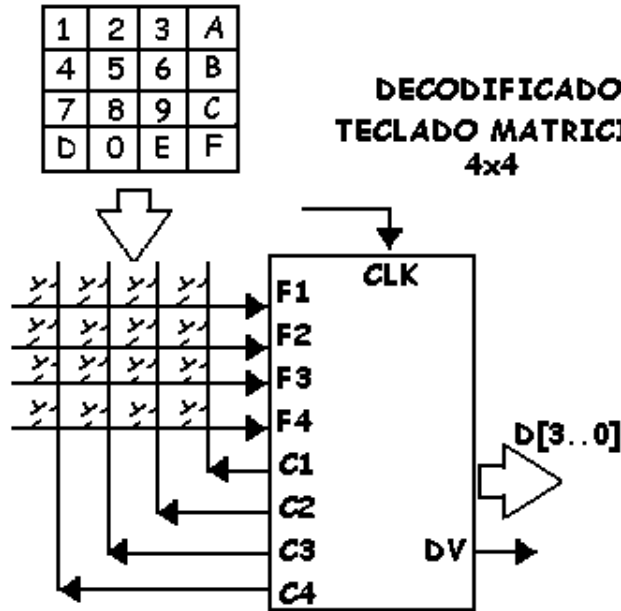 1 2 3 A
4 5 6 B
7 8 9 C
D 0 E F
DECODIFICADO
TECLADO MATRICI
4x4
CLK
F1
F2
F3
F4
D[3..0]
C1
C2
C3
DV
C4